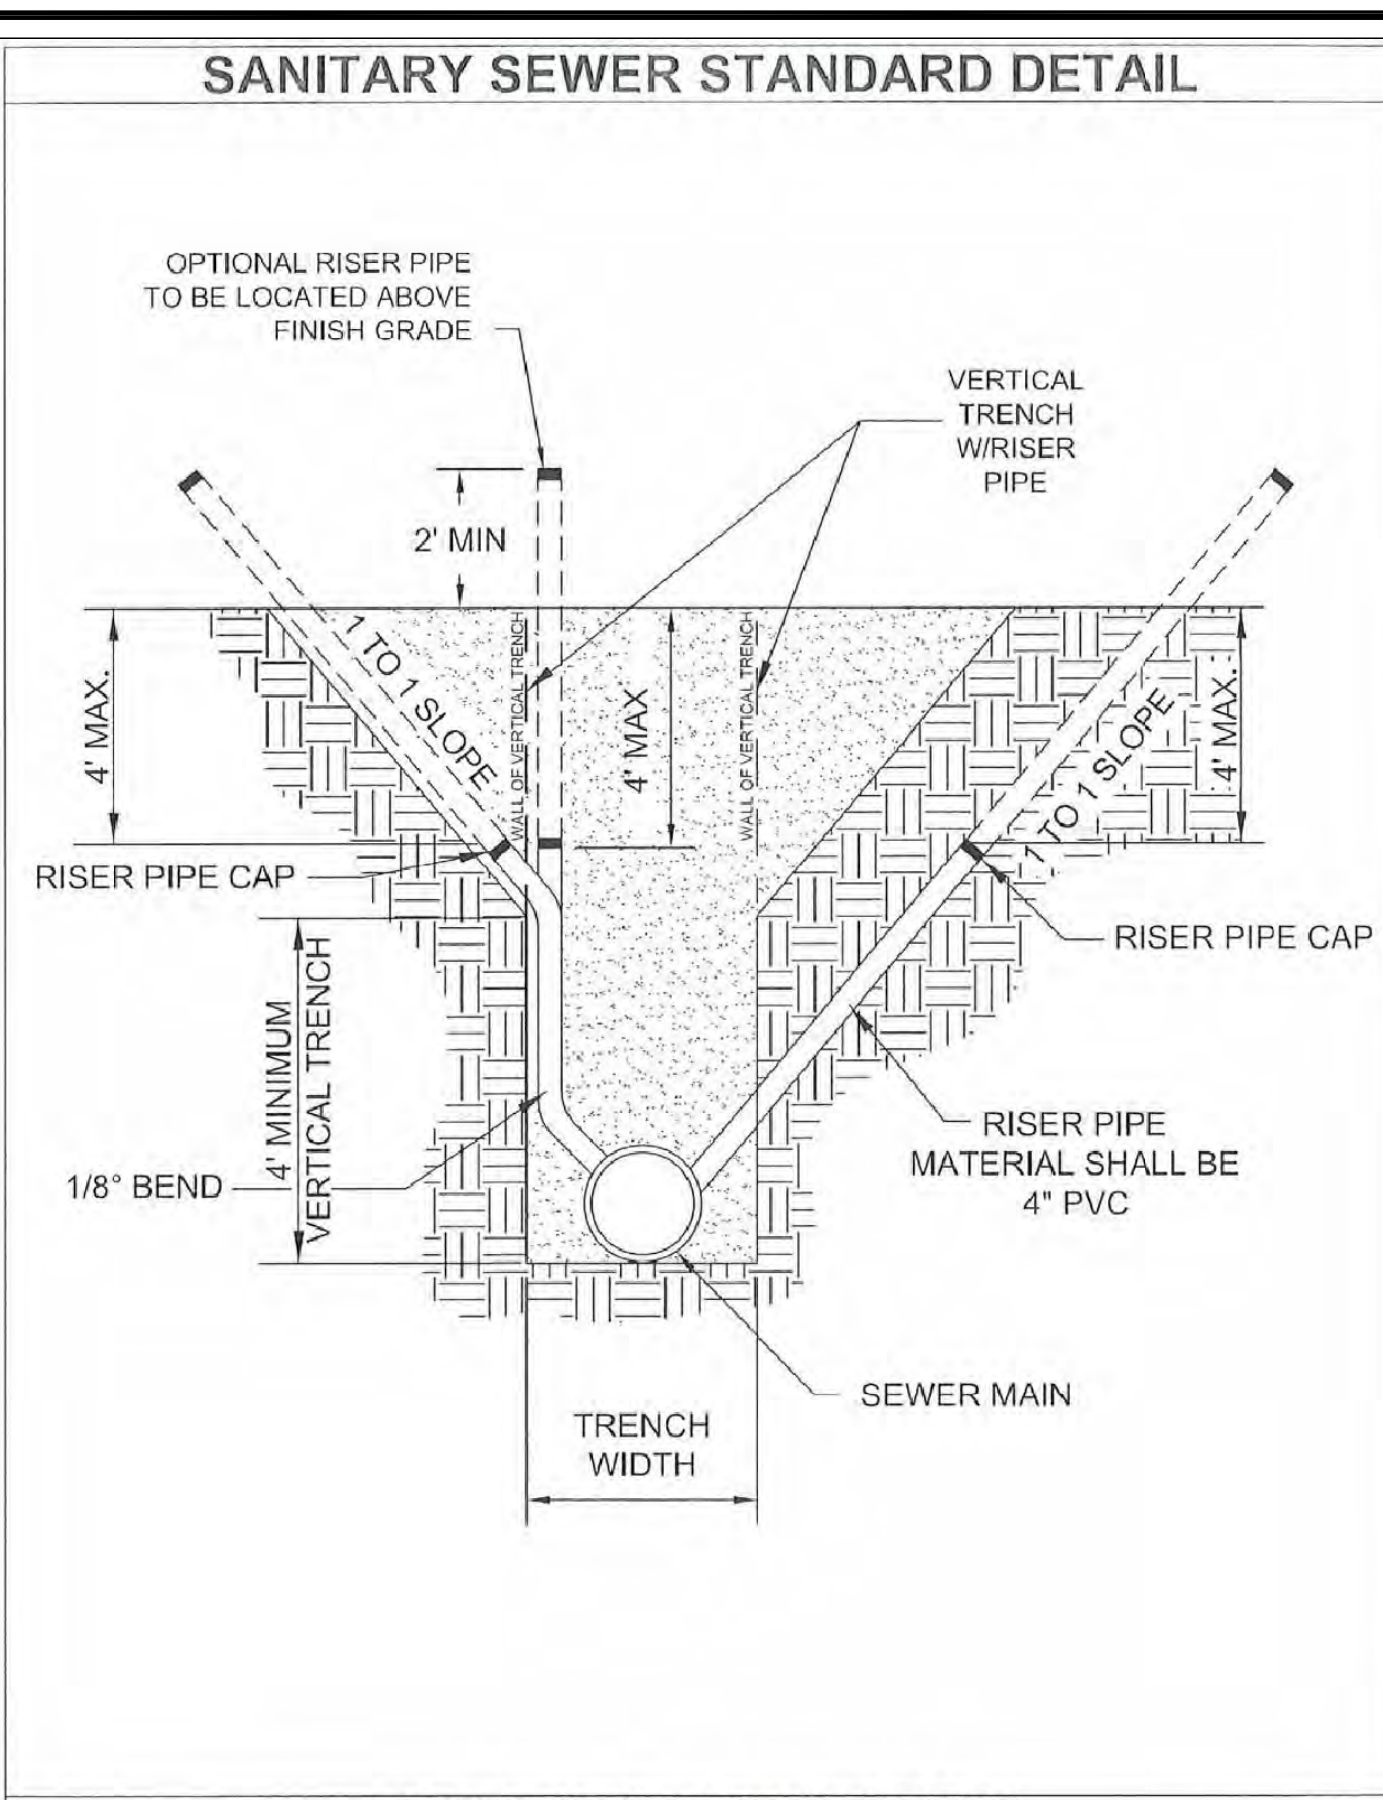 SANITARY SEWER STANDARD DETAIL
OPTIONAL RISER PIPE
TO BE LOCATED ABOVE
FINISH GRADE
VERTICAL
TRENCH
W/RISER
PIPE
2' MIN
1 TO 1 SLOPE
WALL OF VERTICAL TRENCH
4' MAX
WALL OF VERTICAL TRENCH
1 TO 1 SLOPE
4' MAX.
4' MAX.
RISER PIPE CAP
RISER PIPE CAP
4' MINIMUM
VERTICAL TRENCH
1/8° BEND
RISER PIPE
MATERIAL SHALL BE
4" PVC
SEWER MAIN
TRENCH
WIDTH